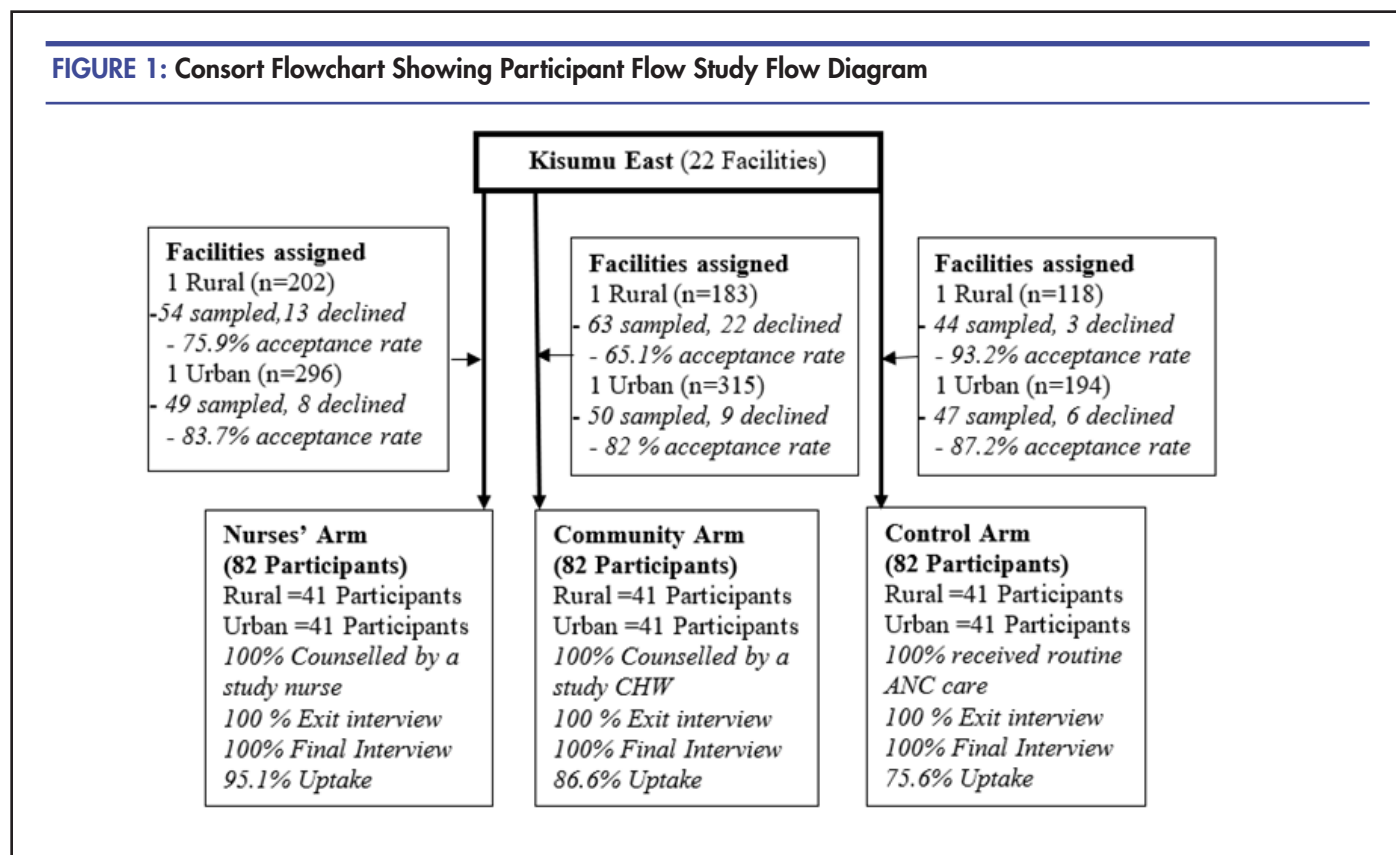 FIGURE 1: Consort Flowchart Showing Participant Flow Study Flow Diagram
Kisumu East (22 Facilities)
Facilities assigned
1 Rural (n=202)
-54 sampled,13 declined
- 75.9% acceptance rate
1 Urban (n=296)
- 49 sampled, 8 declined
- 83.7% acceptance rate
Facilities assigned
1 Rural (n=183)
- 63 sampled, 22 declined
- 65.1% acceptance rate
1 Urban (n=315)
- 50 sampled, 9 declined
- 82 % acceptance rate
Facilities assigned
1 Rural (n=118)
- 44 sampled, 3 declined
- 93.2% acceptance rate
1 Urban (n=194)
- 47 sampled, 6 declined
- 87.2% acceptance rate
Nurses’ Arm
(82 Participants)
Rural =41 Participants
Urban =41 Participants
100% Counselled by a
study nurse
100 % Exit interview
100% Final Interview
95.1% Uptake
Community Arm
(82 Participants)
Rural =41 Participants
Urban =41 Participants
100% Counselled by a
study CHW
100 % Exit interview
100% Final Interview
86.6% Uptake
Control Arm
(82 Participants)
Rural =41 Participants
Urban =41 Participants
100% received routine
ANC care
100 % Exit interview
100% Final Interview
75.6% Uptake